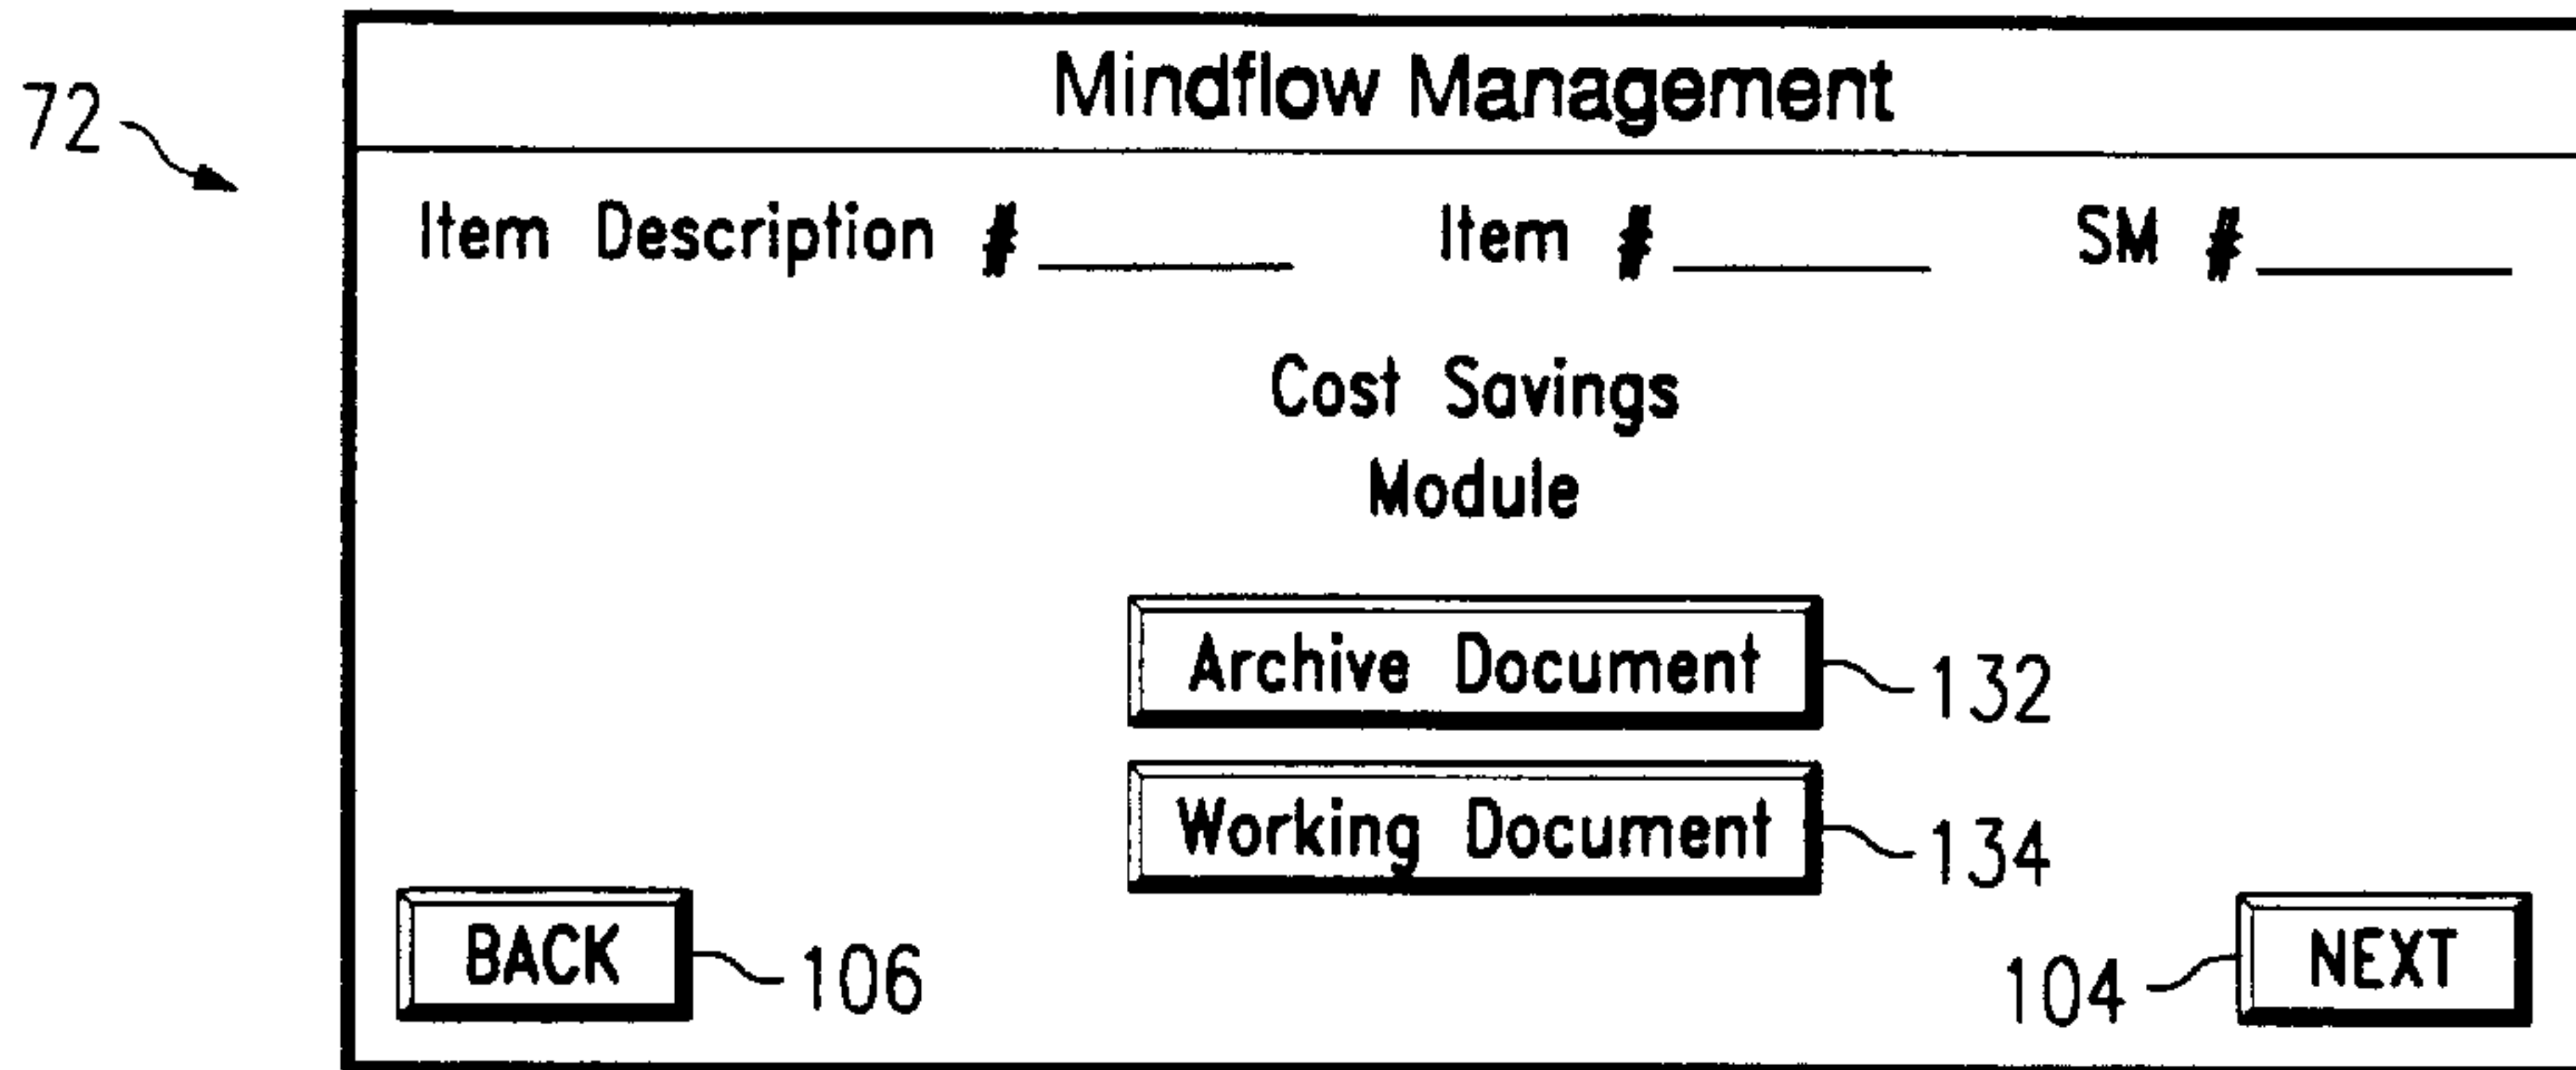 Mindflow Management
72
Item Description # ______ Item # ______ SM # ______
Cost Savings
Module
Archive Document 132
Working Document 134
BACK 106 104 NEXT